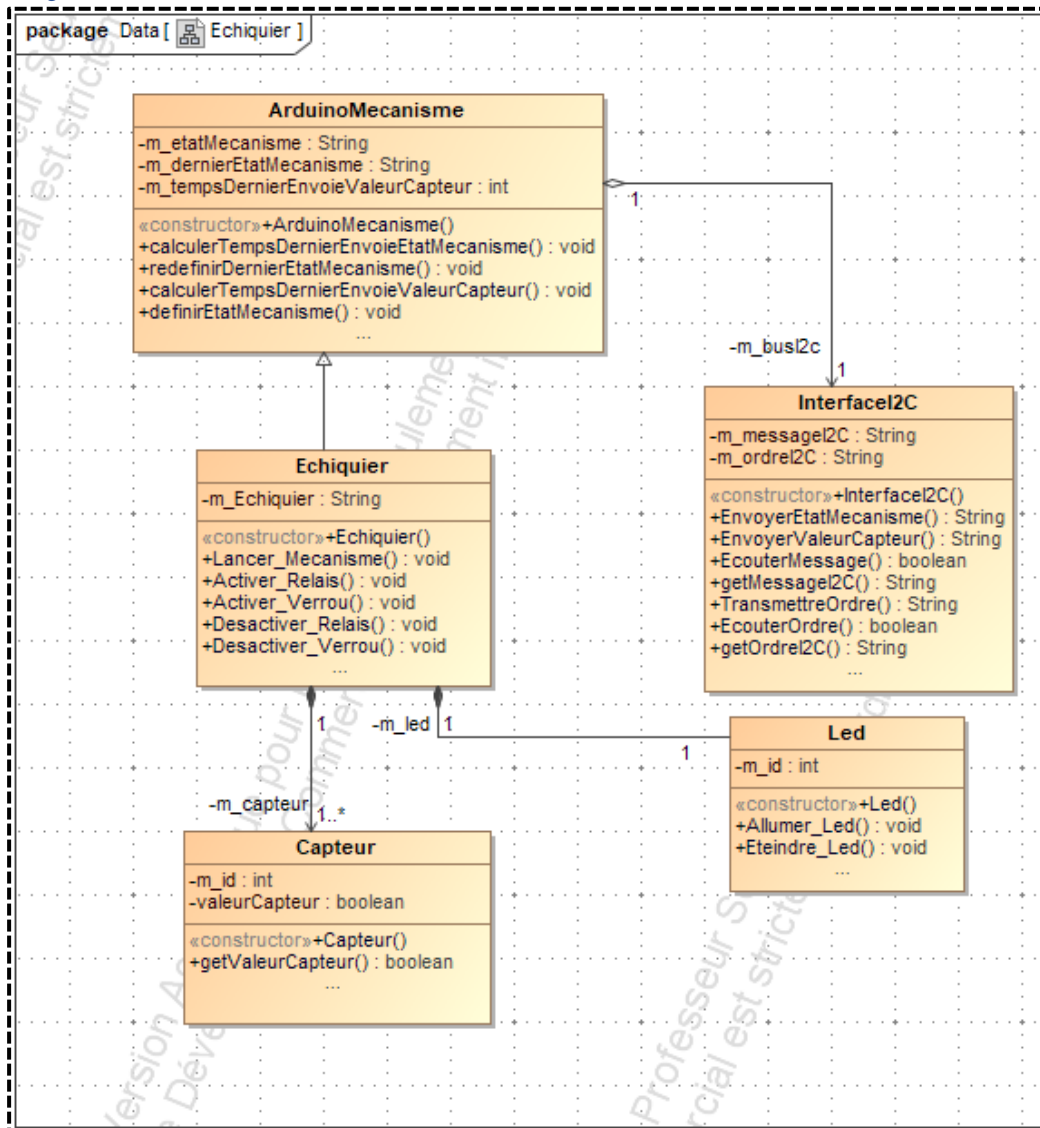 package Data [ Echiquier ]
ArduinoMecanisme
-m_etatMecanisme : String
-m_dernierEtatMecanisme : String
-m_tempsDernierEnvoieValeurCapteur : int
«constructor»+ArduinoMecanisme()
+calculerTempsDernierEnvoieEtatMecanisme() : void
+redefinirDernierEtatMecanisme() : void
+calculerTempsDernierEnvoieValeurCapteur() : void
+definirEtatMecanisme() : void
...
1
-m_busI2c
1
InterfaceI2C
-m_messageI2C : String
-m_ordreI2C : String
«constructor»+InterfaceI2C()
+EnvoyerEtatMecanisme() : String
+EnvoyerValeurCapteur() : String
+EcouterMessage() : boolean
+getMessageI2C() : String
+TransmettreOrdre() : String
+EcouterOrdre() : boolean
+getOrdreI2C() : String
...
Echiquier
-m_Echiquier : String
«constructor»+Echiquier()
+Lancer_Mecanisme() : void
+Activer_Relais() : void
+Activer_Verrou() : void
+Desactiver_Relais() : void
+Desactiver_Verrou() : void
...
1
-m_led 1
1
Led
-m_id : int
«constructor»+Led()
+Allumer_Led() : void
+Eteindre_Led() : void
...
-m_capteur
1..*
Capteur
-m_id : int
-valeurCapteur : boolean
«constructor»+Capteur()
+getValeurCapteur() : boolean
...